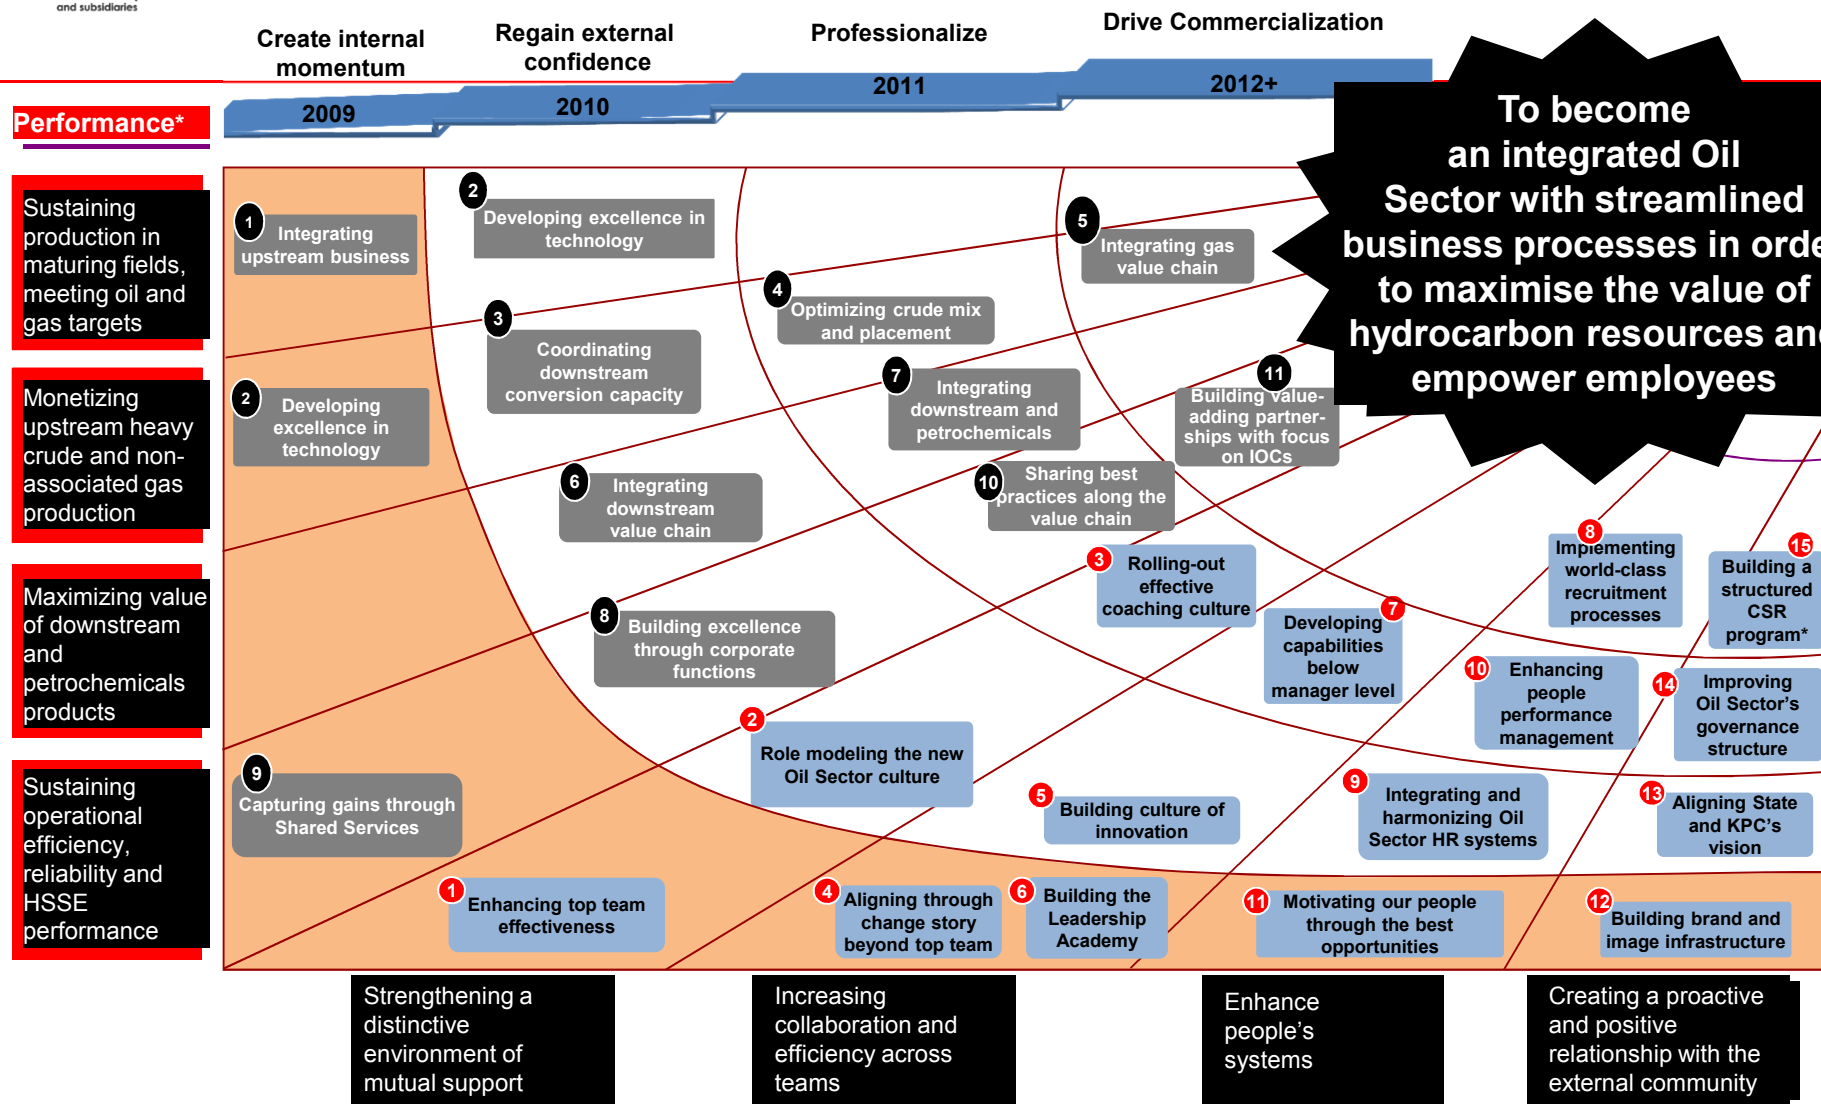 and subsidiaries
Create internal
momentum
Regain external
confidence
Professionalize
Drive Commercialization
2009
2010
2011
2012+
Performance*
To become
an integrated Oil
Sector with streamlined
business processes in orde
to maximise the value of
hydrocarbon resources and
empower employees
Sustaining
production in
maturing fields,
meeting oil and
gas targets
Monetizing
upstream heavy
crude and non-
associated gas
production
Maximizing value
of downstream
and
petrochemicals
products
Sustaining
operational
efficiency,
reliability and
HSSE
performance
1
Integrating
upstream business
2
Developing excellence in
technology
5
Integrating gas
value chain
4
Optimizing crude mix
and placement
3
Coordinating
downstream
conversion capacity
2
Developing
excellence in
technology
7
Integrating
downstream and
petrochemicals
11
Building value-
adding partner-
ships with focus
on IOCs
6
Integrating
downstream
value chain
10
Sharing best
practices along the
value chain
8
Building excellence
through corporate
functions
9
Capturing gains through
Shared Services
3
Rolling-out
effective
coaching culture
7
Developing
capabilities
below
manager level
8
Implementing
world-class
recruitment
processes
15
Building a
structured
CSR
program*
10
Enhancing
people
performance
management
14
Improving
Oil Sector's
governance
structure
2
Role modeling the new
Oil Sector culture
5
Building culture of
innovation
9
Integrating and
harmonizing Oil
Sector HR systems
13
Aligning State
and KPC's
vision
1
Enhancing top team
effectiveness
4
Aligning through
change story
beyond top team
6
Building the
Leadership
Academy
11
Motivating our people
through the best
opportunities
12
Building brand and
image infrastructure
Strengthening a
distinctive
environment of
mutual support
Increasing
collaboration and
efficiency across
teams
Enhance
people's
systems
Creating a proactive
and positive
relationship with the
external community